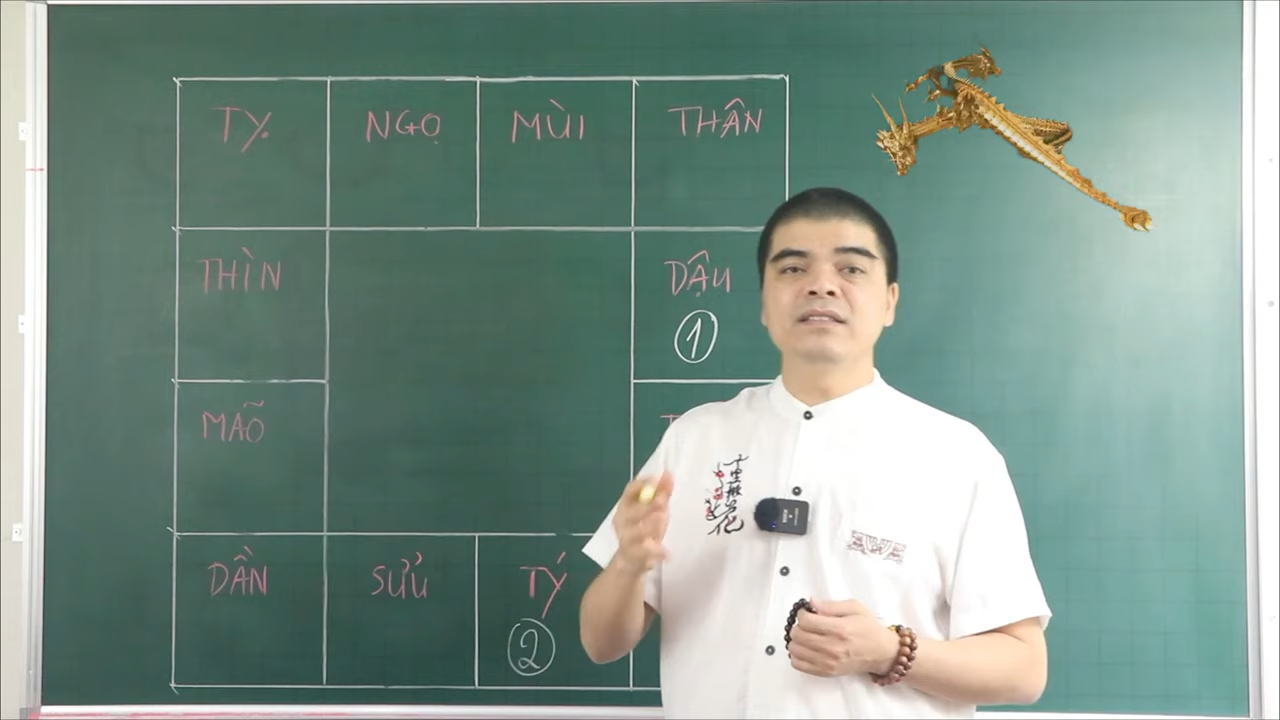 TỴ NGỌ MÙI THÂN
THÌN DẬU
1
MÃO
DẦN SỬU TÝ
2